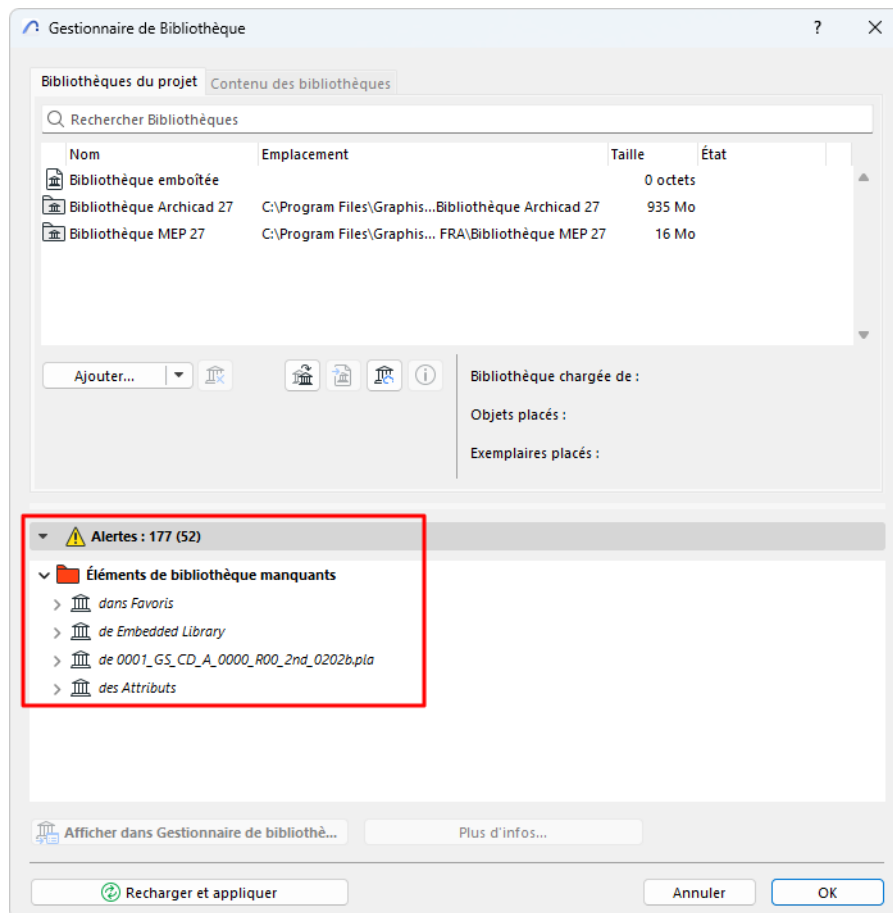 Gestionnaire de Bibliothèque ?
Bibliothèques du projet Contenu des bibliothèques
Rechercher Bibliothèques
Nom Emplacement Taille État
Bibliothèque emboîtée 0 octets
Bibliothèque Archicad 27 C:\Program Files\Graphis...Bibliothèque Archicad 27 935 Mo
Bibliothèque MEP 27 C:\Program Files\Graphis... FRA\Bibliothèque MEP 27 16 Mo
Ajouter... Bibliothèque chargée de :
Objets placés :
Exemplaires placés :
Alertes : 177 (52)
Éléments de bibliothèque manquants
dans Favoris
de Embedded Library
de 0001_GS_CD_A_0000_R00_2nd_0202b.pla
des Attributs
Afficher dans Gestionnaire de bibliothè... Plus d'infos...
Recharger et appliquer Annuler OK